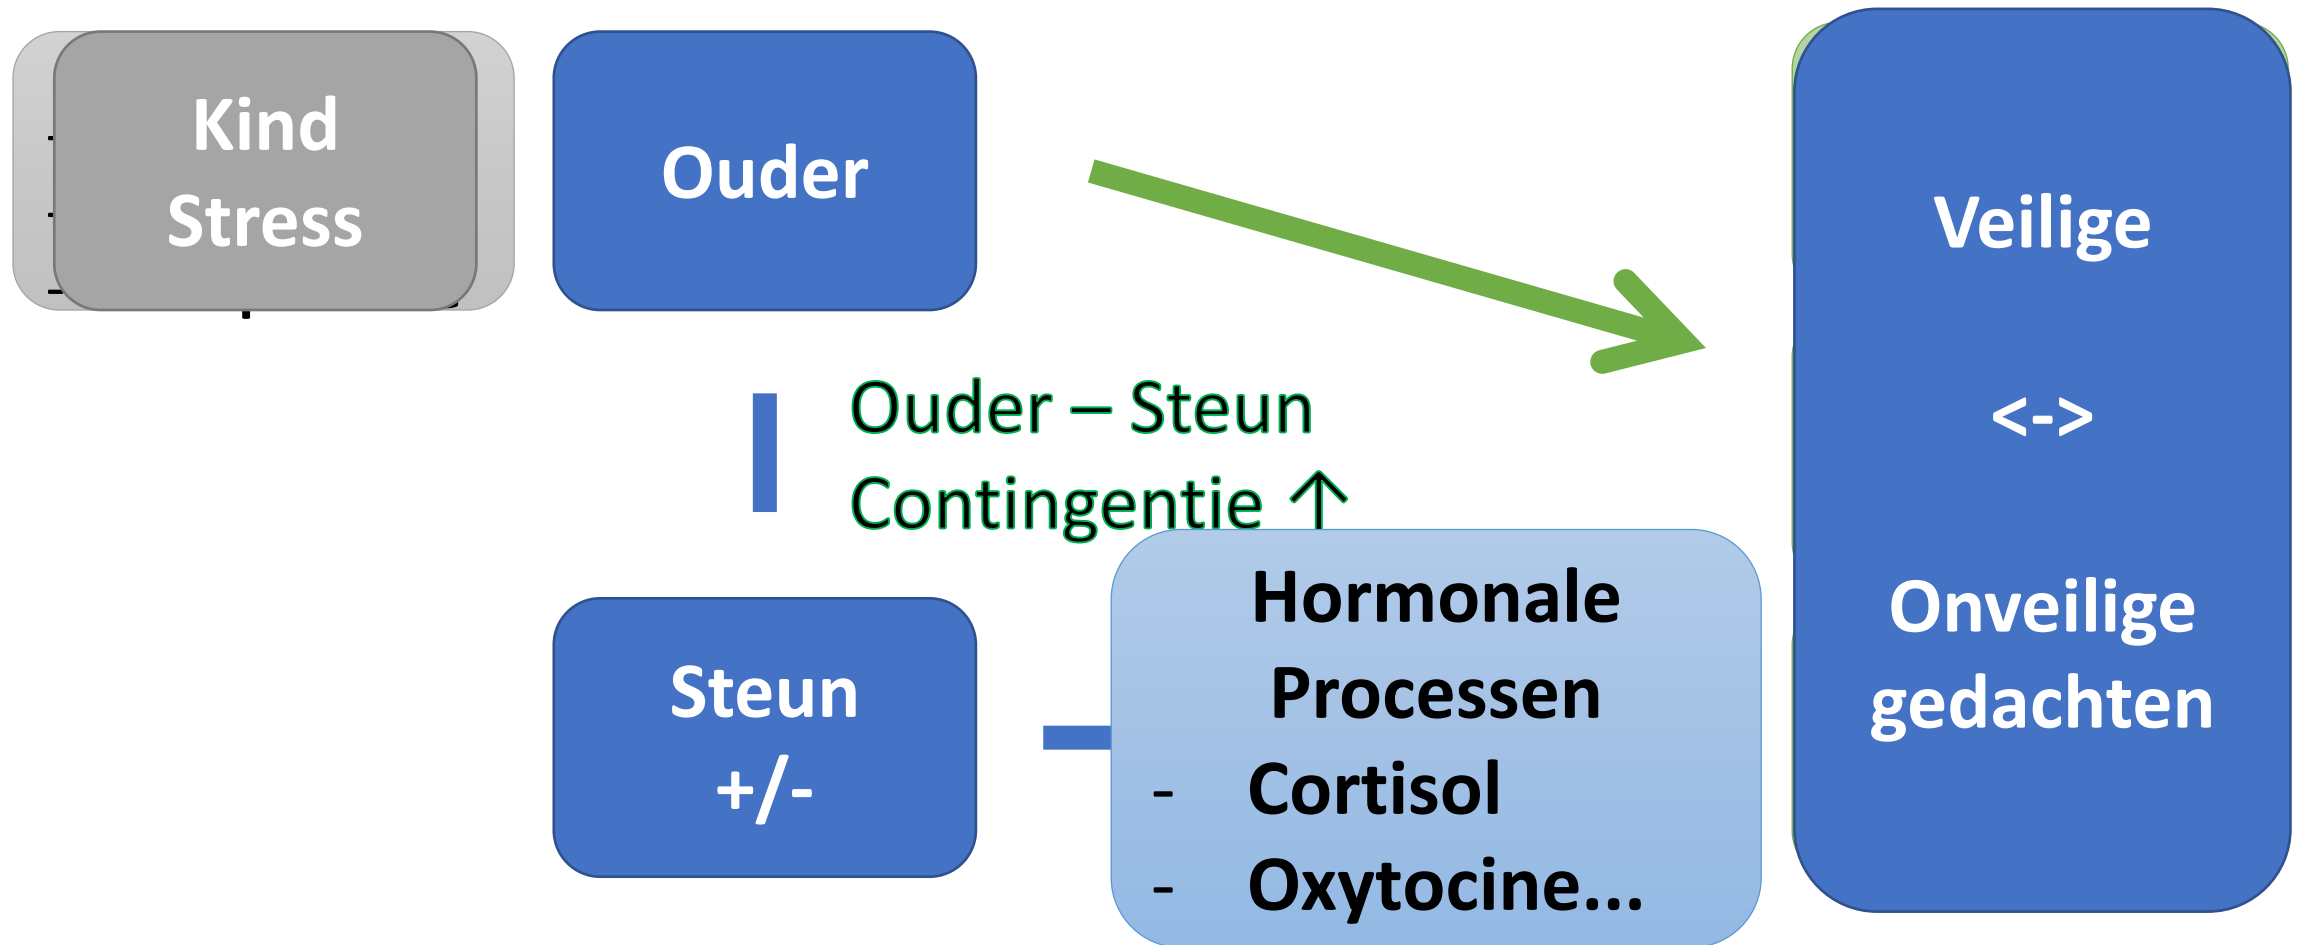 Kind
Stress
Ouder
Ouder – Steun
Contingentie ↑
Steun
+/-
Hormonale
Processen
- Cortisol
- Oxytocine...
Veilige
<->
Onveilige
gedachten